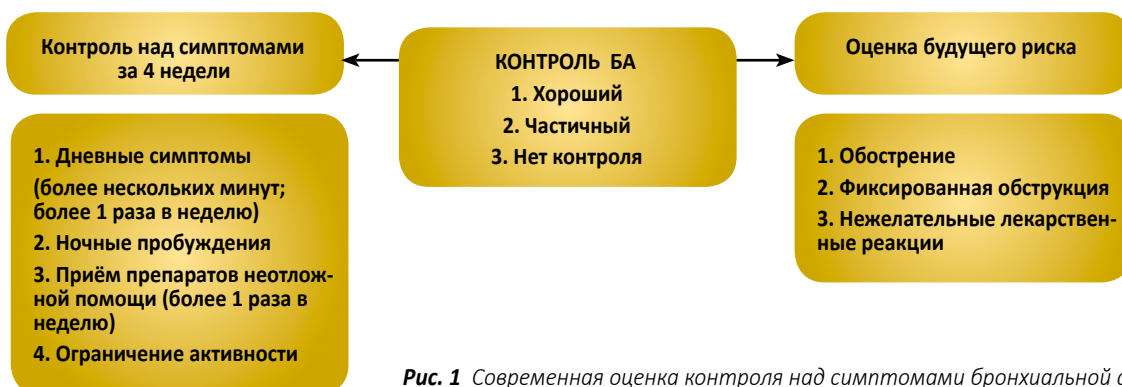 Контроль над симптомами
за 4 недели
1. Дневные симптомы
(более нескольких минут;
более 1 раза в неделю)
2. Ночные пробуждения
3. Приём препаратов неотлож-
ной помощи (более 1 раза в
неделю)
4. Ограничение активности
КОНТРОЛЬ БА
1. Хороший
2. Частичный
3. Нет контроля
Оценка будущего риска
1. Обострение
2. Фиксированная обструкция
3. Нежелательные лекарствен-
ные реакции
Рис. 1 Современная оценка контроля над симптомами бронхиальной